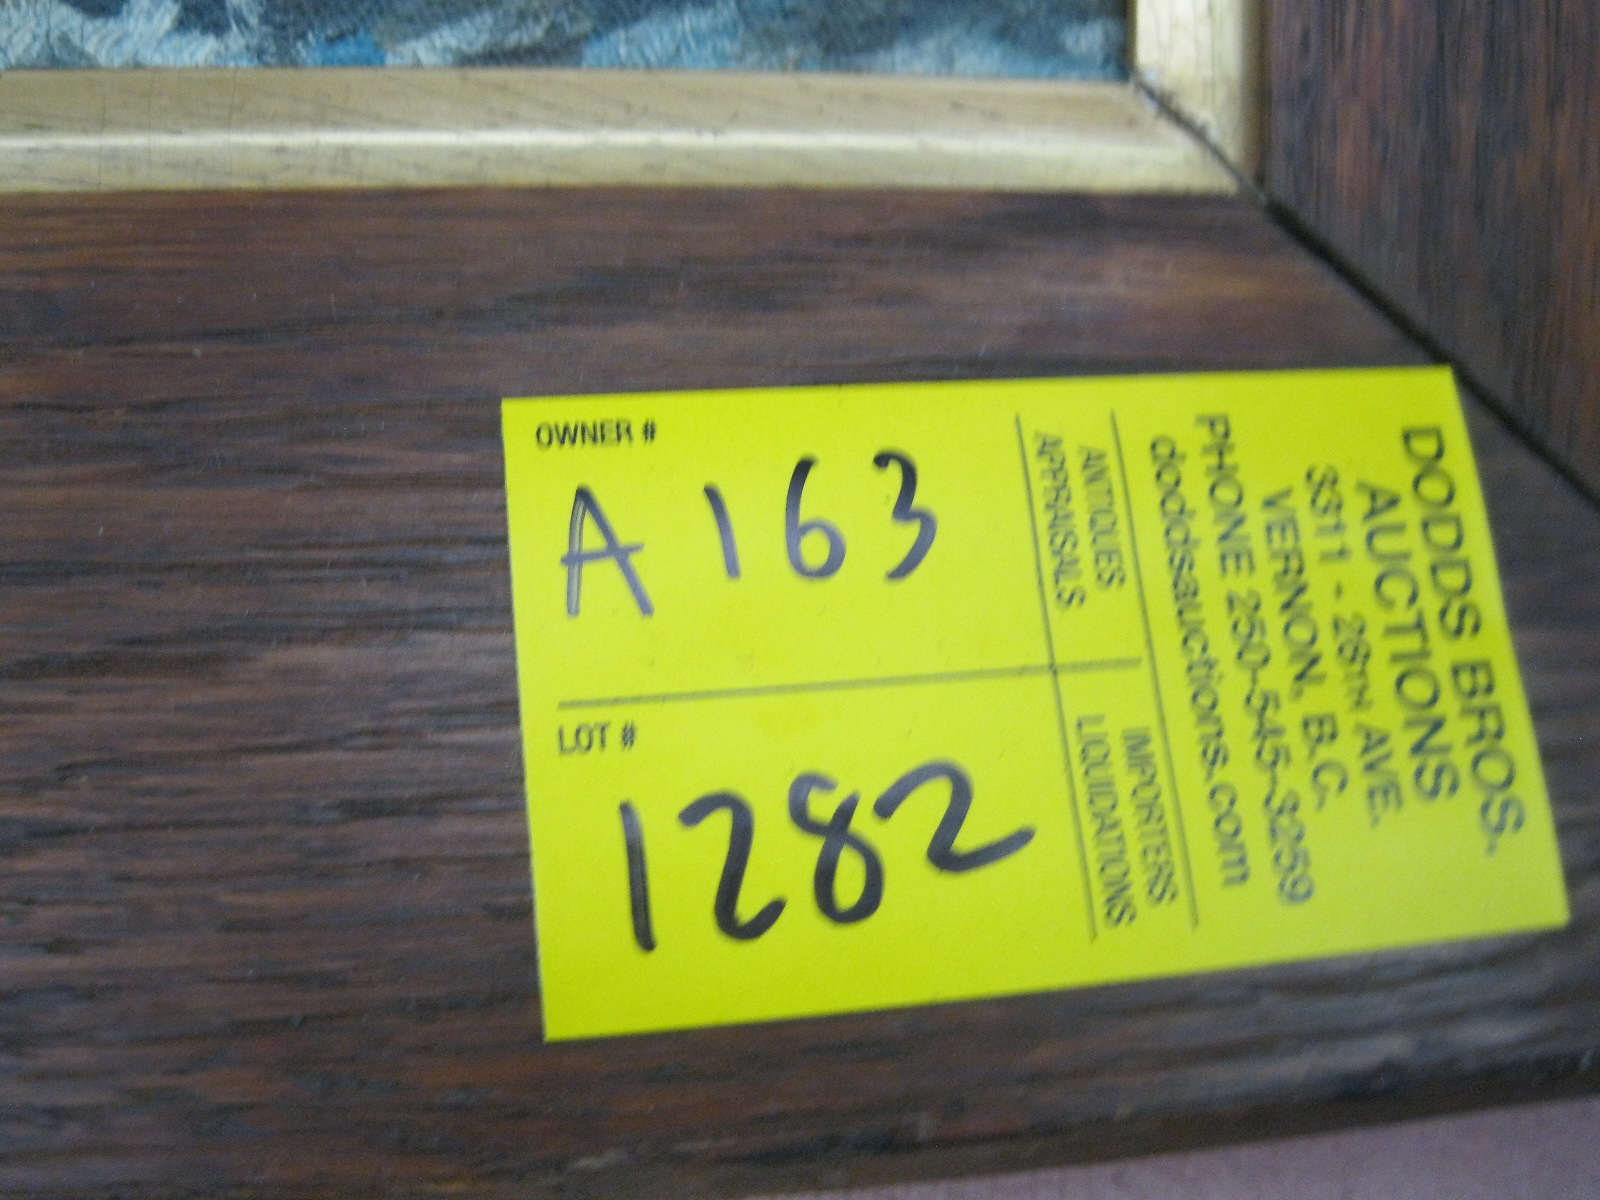 OWNER #
A 163
LOT #
1282
DODDS BROS.
AUCTIONS
3311 - 28TH AVE.
VERNON, B.C.
PHONE 250-545-3259
doddsauctions.com
ANTIQUES IMPORTERS
APPRAISALS LIQUIDATIONS